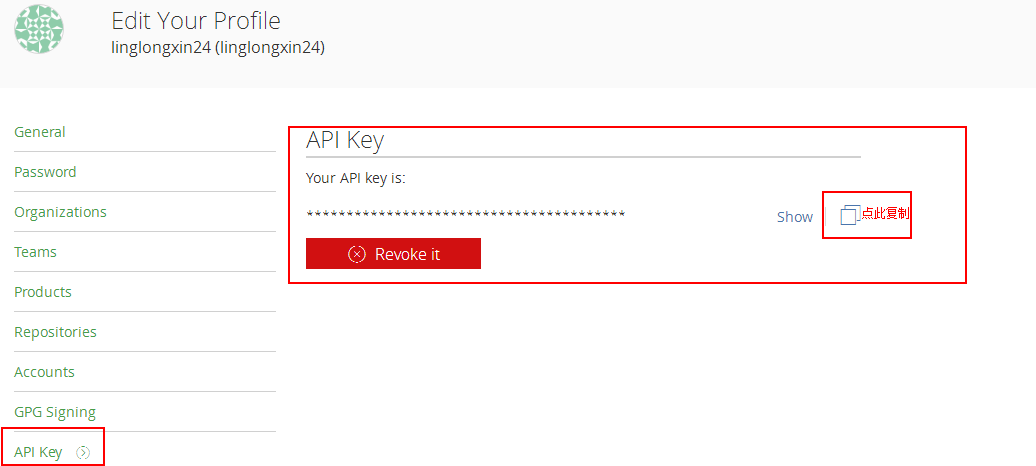 Edit Your Profile
linglongxin24 (linglongxin24)
General
Password
Organizations
Teams
Products
Repositories
Accounts
GPG Signing
API Key
API Key
Your API key is:
****************************************
Show
点此复制
Revoke it